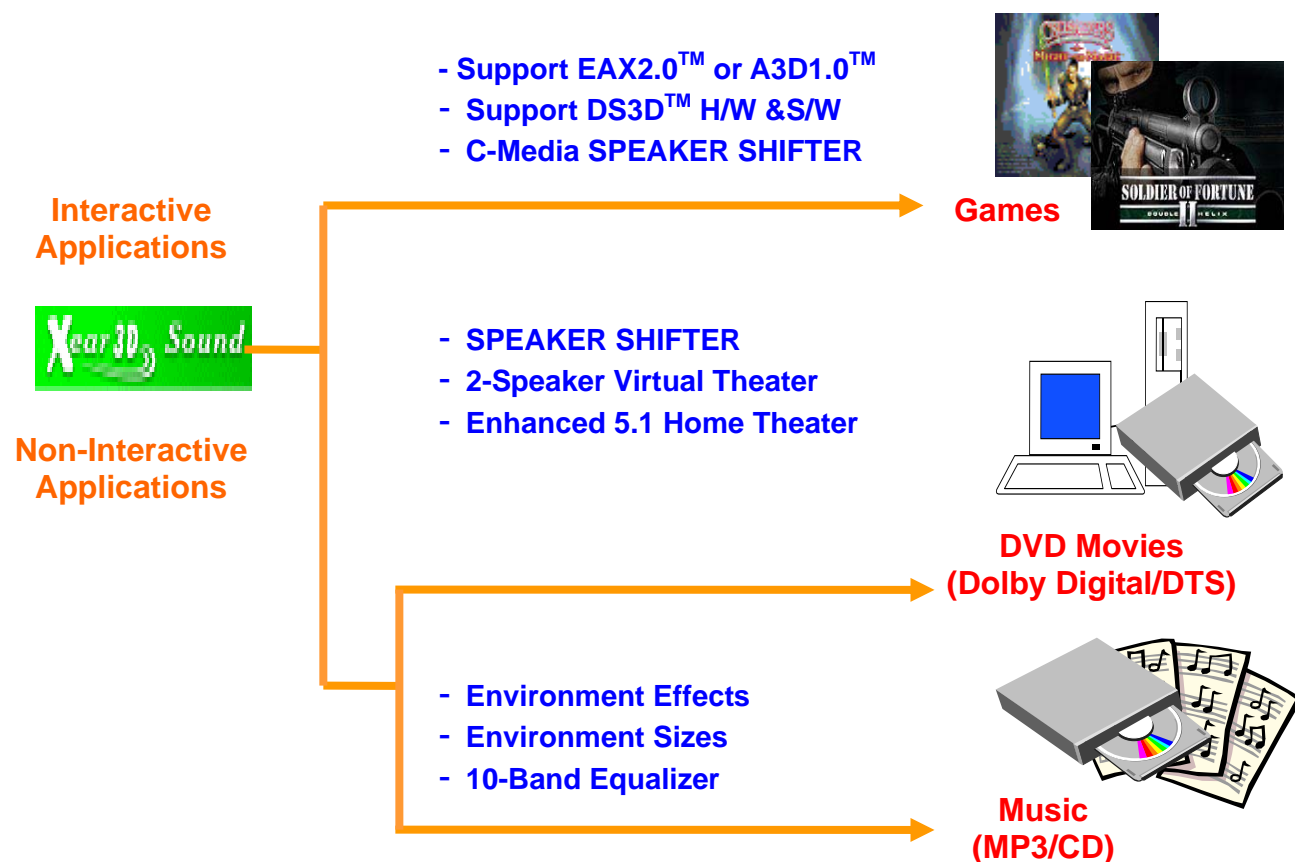 - Support EAX2.0TM or A3D1.0TM
- Support DS3DTM H/W &S/W
- C-Media SPEAKER SHIFTER
Interactive
Applications
Games
SOLDIER OF FORTUNE
II
DOUBLE HELIX
Xear 3D Sound
- SPEAKER SHIFTER
- 2-Speaker Virtual Theater
- Enhanced 5.1 Home Theater
Non-Interactive
Applications
DVD Movies
(Dolby Digital/DTS)
- Environment Effects
- Environment Sizes
- 10-Band Equalizer
Music
(MP3/CD)